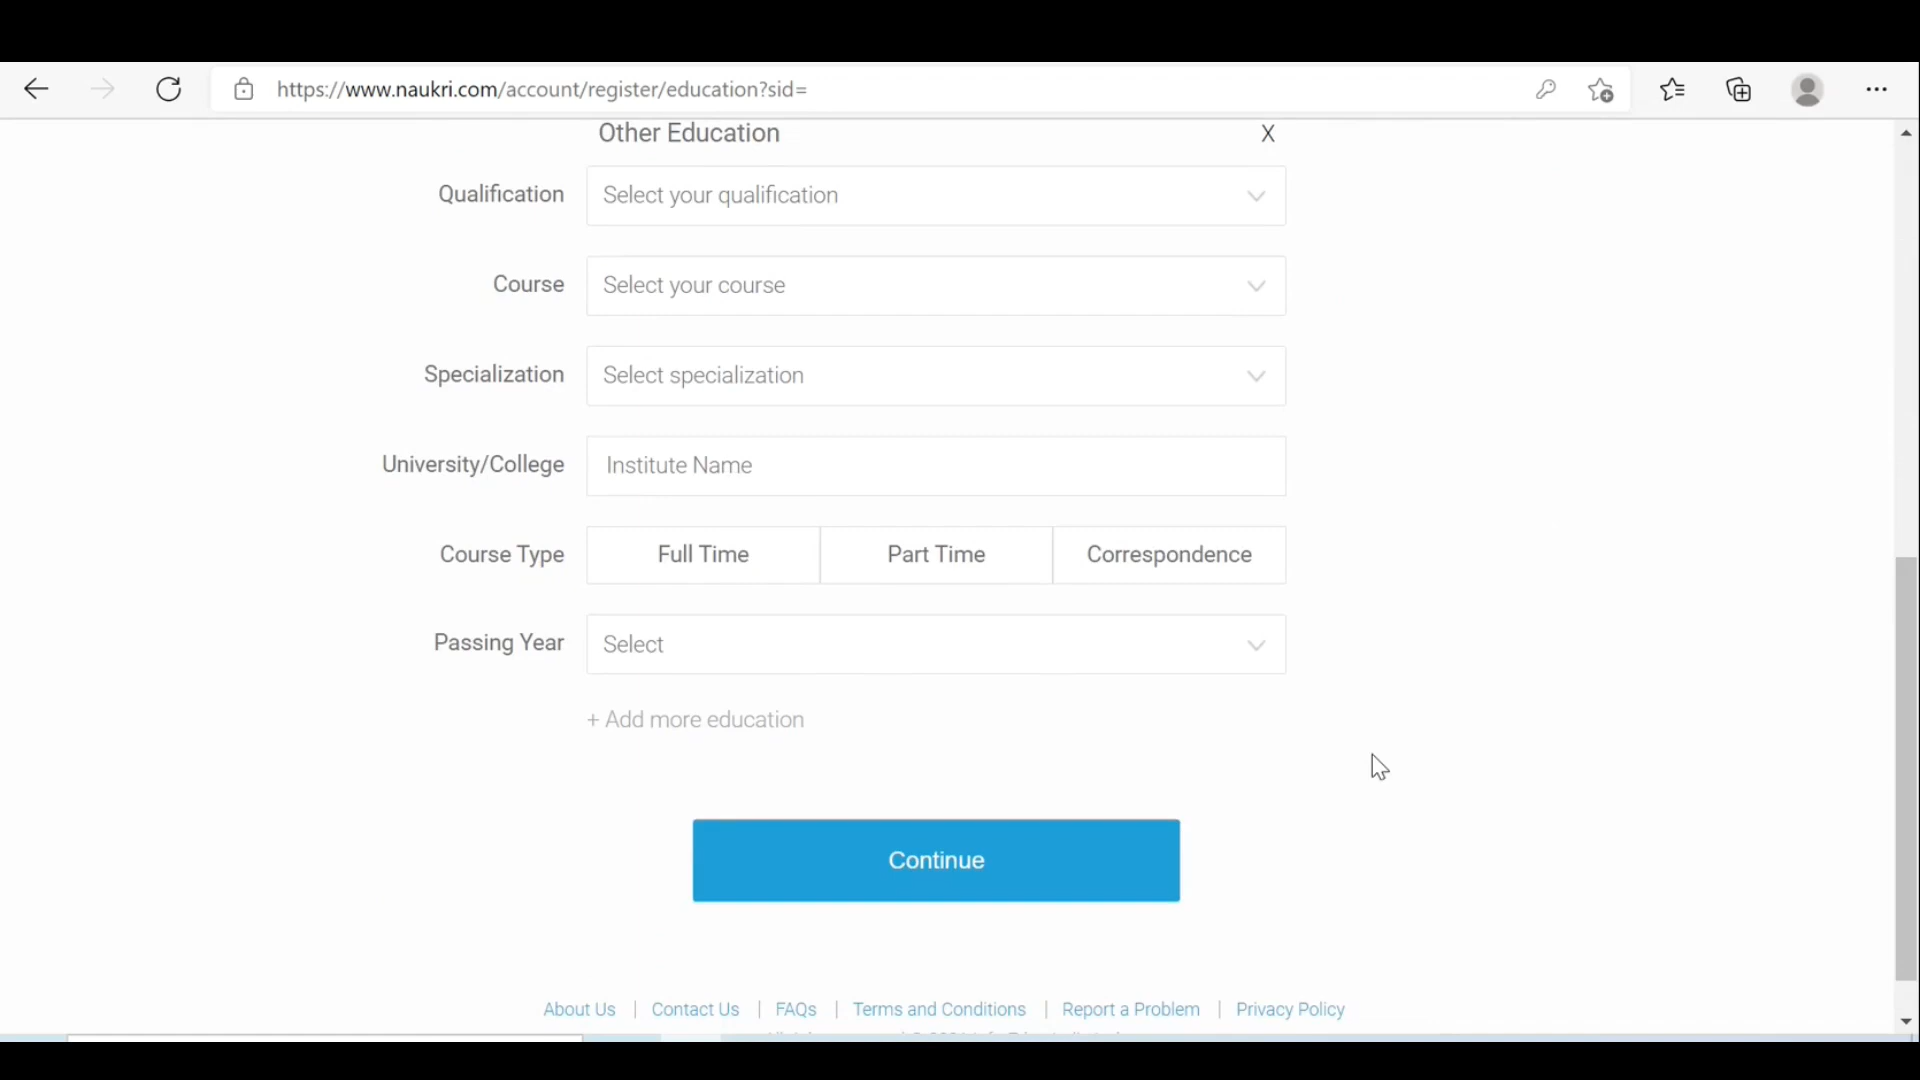 https://www.naukri.com/account/register/education?sid=
Other Education X
Qualification Select your qualification
Course Select your course
Specialization Select specialization
University/College Institute Name
Course Type Full Time Part Time Correspondence
Passing Year Select
+ Add more education
Continue
About Us | Contact Us | FAQs | Terms and Conditions | Report a Problem | Privacy Policy